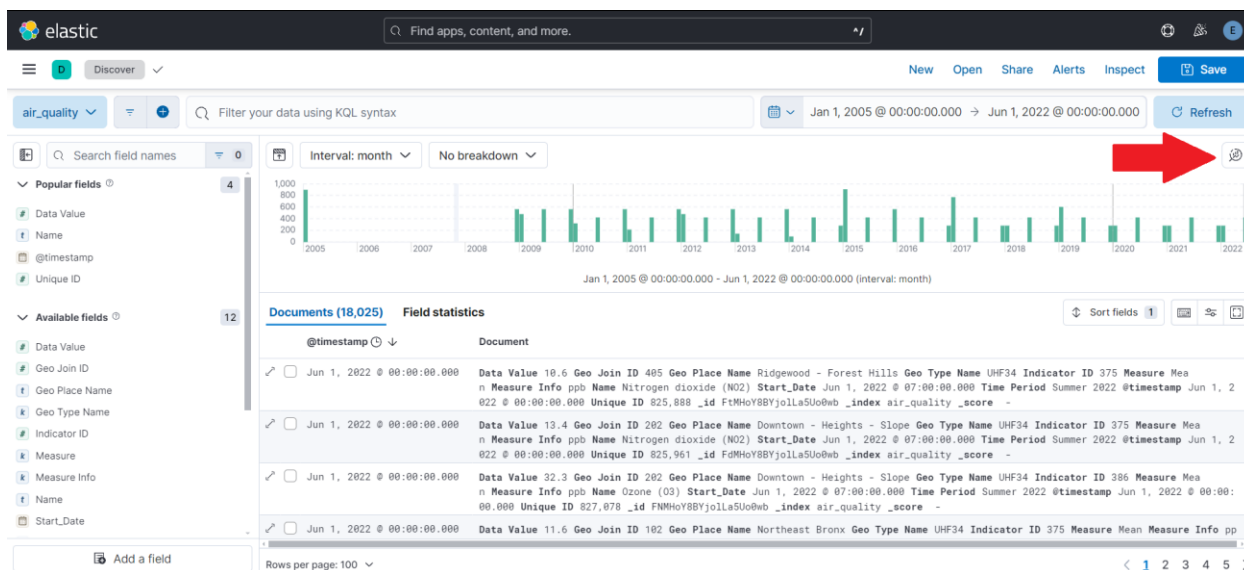 elastic
Find apps, content, and more.
^/
E
D
Discover
New
Open
Share
Alerts
Inspect
Save
air_quality
Filter your data using KQL syntax
Jan 1, 2005 @ 00:00:00.000 → Jun 1, 2022 @ 00:00:00.000
Refresh
Search field names
0
Interval: month
No breakdown
Popular fields
4
Data Value
Name
@timestamp
Unique ID
Available fields
12
Data Value
Geo Join ID
Geo Place Name
Geo Type Name
Indicator ID
Measure
Measure Info
Name
Start_Date
Add a field
1,000
800
600
400
200
0
2005 2006 2007 2008 2009 2010 2011 2012 2013 2014 2015 2016 2017 2018 2019 2020 2021 2022
Jan 1, 2005 @ 00:00:00.000 - Jun 1, 2022 @ 00:00:00.000 (interval: month)
Documents (18,025) Field statistics
Sort fields 1
@timestamp Document
Jun 1, 2022 @ 00:00:00.000 Data Value 10.6 Geo Join ID 405 Geo Place Name Ridgewood - Forest Hills Geo Type Name UHF34 Indicator ID 375 Measure Mea
n Measure Info ppb Name Nitrogen dioxide (NO2) Start_Date Jun 1, 2022 @ 07:00:00.000 Time Period Summer 2022 @timestamp Jun 1, 2
022 @ 00:00:00.000 Unique ID 825,888 _id FtMHoY8BYjolLa5Uo0wb _index air_quality _score -
Jun 1, 2022 @ 00:00:00.000 Data Value 13.4 Geo Join ID 202 Geo Place Name Downtown - Heights - Slope Geo Type Name UHF34 Indicator ID 375 Measure Mea
n Measure Info ppb Name Nitrogen dioxide (NO2) Start_Date Jun 1, 2022 @ 07:00:00.000 Time Period Summer 2022 @timestamp Jun 1, 2
022 @ 00:00:00.000 Unique ID 825,961 _id FdMHoY8BYjolLa5Uo0wb _index air_quality _score -
Jun 1, 2022 @ 00:00:00.000 Data Value 32.3 Geo Join ID 202 Geo Place Name Downtown - Heights - Slope Geo Type Name UHF34 Indicator ID 386 Measure Mea
n Measure Info ppb Name Ozone (O3) Start_Date Jun 1, 2022 @ 07:00:00.000 Time Period Summer 2022 @timestamp Jun 1, 2022 @ 00:00:
00.000 Unique ID 827,078 _id FNMHoY8BYjolLa5Uo0wb _index air_quality _score -
Jun 1, 2022 @ 00:00:00.000 Data Value 11.6 Geo Join ID 102 Geo Place Name Northeast Bronx Geo Type Name UHF34 Indicator ID 375 Measure Mean Measure Info pp
Rows per page: 100
1 2 3 4 5